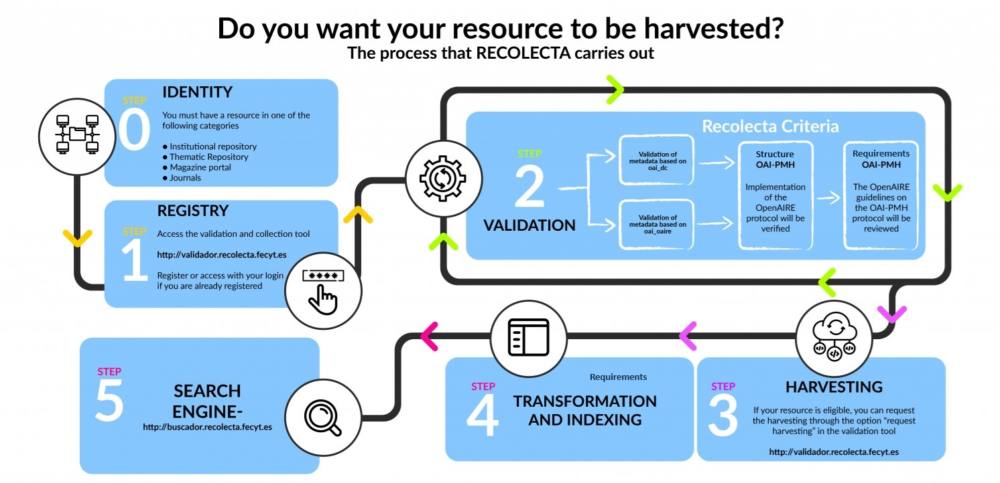 Do you want your resource to be harvested?
The process that RECOLECTA carries out
STEP
0
IDENTITY
You must have a resource in one of the
following categories
● Institutional repository
● Thematic Repository
● Magazine portal
● Journals
STEP
1
REGISTRY
Access the validation and collection tool
http://validador.recolecta.fecyt.es
Register or access with your login
if you are already registered
****
STEP
2
VALIDATION
Recolecta Criteria
Validation of
metadata based on
oai_dc
Validation of
metadata based on
oai_oaire
Structure
OAI-PMH
Implementation
of the
OpenAIRE
protocol will be
verified
Requirements
OAI-PMH
The OpenAIRE
guidelines on
the OAI-PMH
protocol will be
reviewed
STEP
3
HARVESTING
If your resource is eligible, you can request
the harvesting through the option "request
harvesting” in the validation tool
http://validador.recolecta.fecyt.es
STEP
4
Requirements
TRANSFORMATION
AND INDEXING
STEP
5
SEARCH
ENGINE-
http://buscador.recolecta.fecyt.es